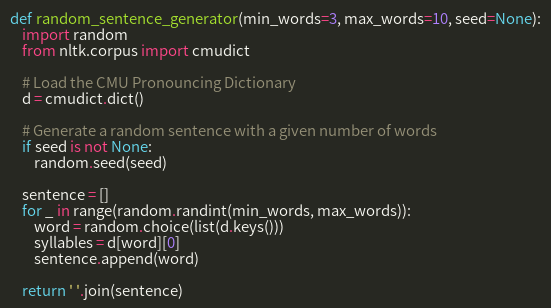 def random_sentence_generator(min_words=3, max_words=10, seed=None):
    import random
    from nltk.corpus import cmudict

    # Load the CMU Pronouncing Dictionary
    d = cmudict.dict()

    # Generate a random sentence with a given number of words
    if seed is not None:
        random.seed(seed)

    sentence = []
    for _ in range(random.randint(min_words, max_words)):
        word = random.choice(list(d.keys()))
        syllables = d[word][0]
        sentence.append(word)

    return ' '.join(sentence)